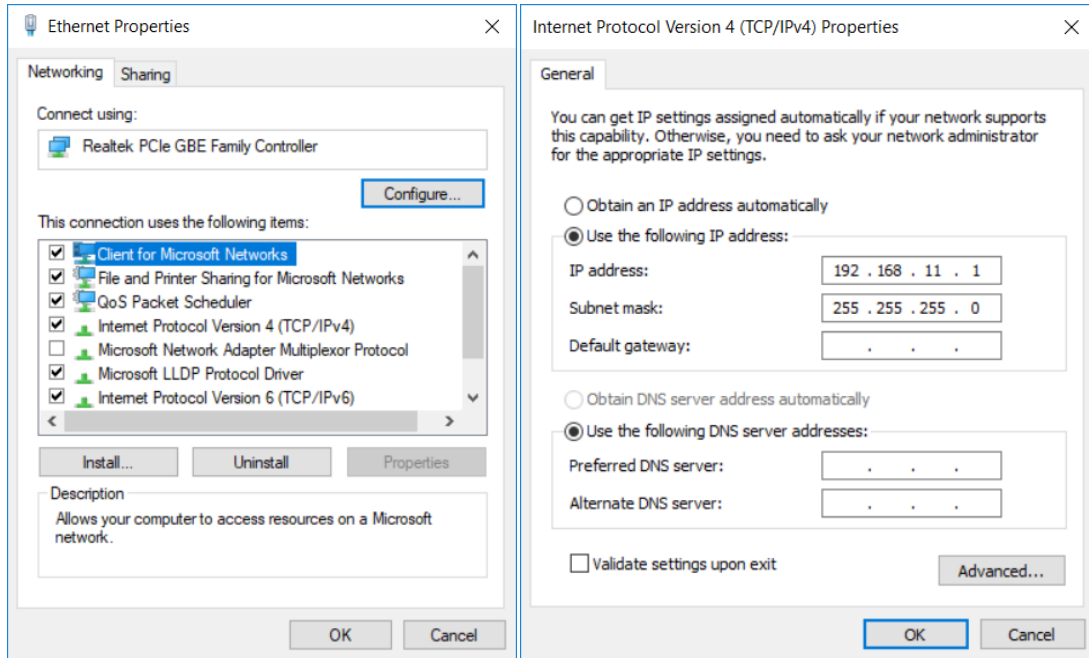 Ethernet Properties
Networking
Sharing
Connect using:
Realtek PCIe GBE Family Controller
Configure...
This connection uses the following items:
Client for Microsoft Networks
File and Printer Sharing for Microsoft Networks
QoS Packet Scheduler
Internet Protocol Version 4 (TCP/IPv4)
Microsoft Network Adapter Multiplexor Protocol
Microsoft LLDP Protocol Driver
Internet Protocol Version 6 (TCP/IPv6)
Install...
Uninstall
Properties
Description
Allows your computer to access resources on a Microsoft
network.
OK
Cancel
Internet Protocol Version 4 (TCP/IPv4) Properties
General
You can get IP settings assigned automatically if your network supports
this capability. Otherwise, you need to ask your network administrator
for the appropriate IP settings.
Obtain an IP address automatically
Use the following IP address:
IP address:
192 . 168 . 11 . 1
Subnet mask:
255 . 255 . 255 . 0
Default gateway:
. . .
Obtain DNS server address automatically
Use the following DNS server addresses:
Preferred DNS server:
. . .
Alternate DNS server:
. . .
Validate settings upon exit
Advanced...
OK
Cancel